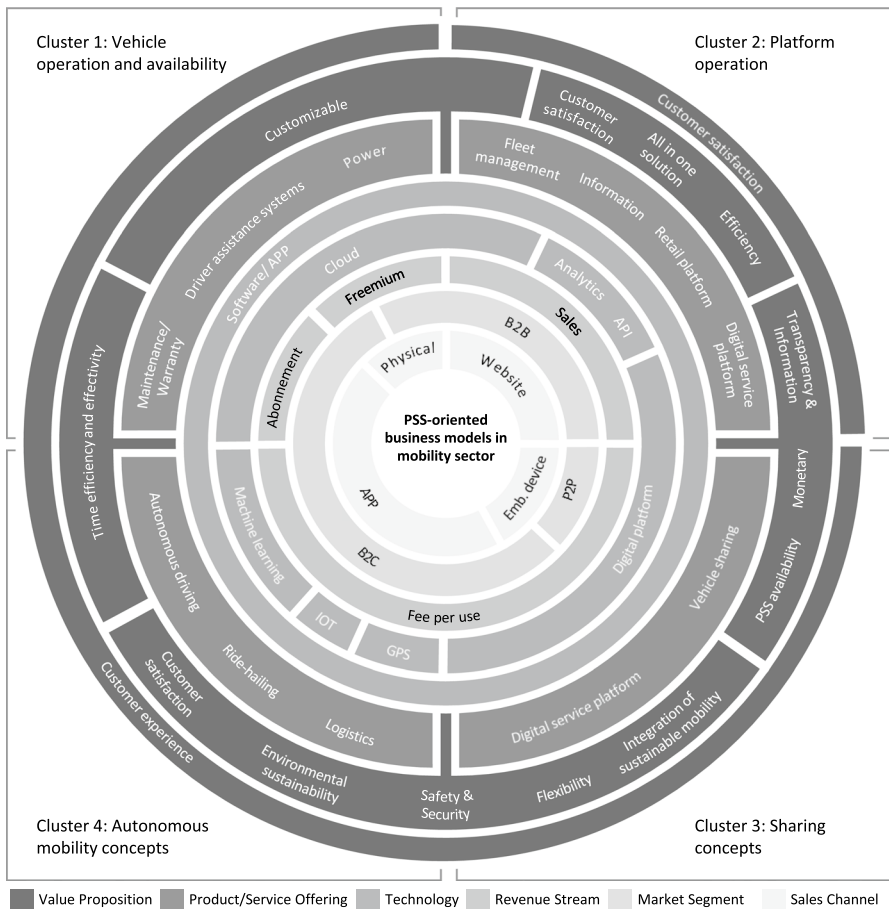 Cluster 1: Vehicle
operation and availability
Cluster 2: Platform
operation
Customer satisfaction
Customizable
Customer
satisfaction
All in one
solution
Efficiency
Transparency &
Information
Monetary
PSS availability
Integration of
sustainable mobility
Flexibility
Safety &
Security
Environmental
sustainability
Customer
satisfaction
Customer experience
Time efficiency and effectivity
Power
Driver assistance systems
Maintenance/
Warranty
Fleet
management
Information
Retail platform
Digital service
platform
Vehicle sharing
Digital service platform
Logistics
Ride-hailing
Autonomous driving
Software/ APP
Cloud
Analytics
API
Digital platform
GPS
IOT
Machine learning
Abonnement
Freemium
Sales
Fee per use
B2B
P2P
B2C
Physical
Website
Emb. device
APP
PSS-oriented
business models in
mobility sector
Cluster 4: Autonomous
mobility concepts
Cluster 3: Sharing
concepts
Value Proposition
Product/Service Offering
Technology
Revenue Stream
Market Segment
Sales Channel